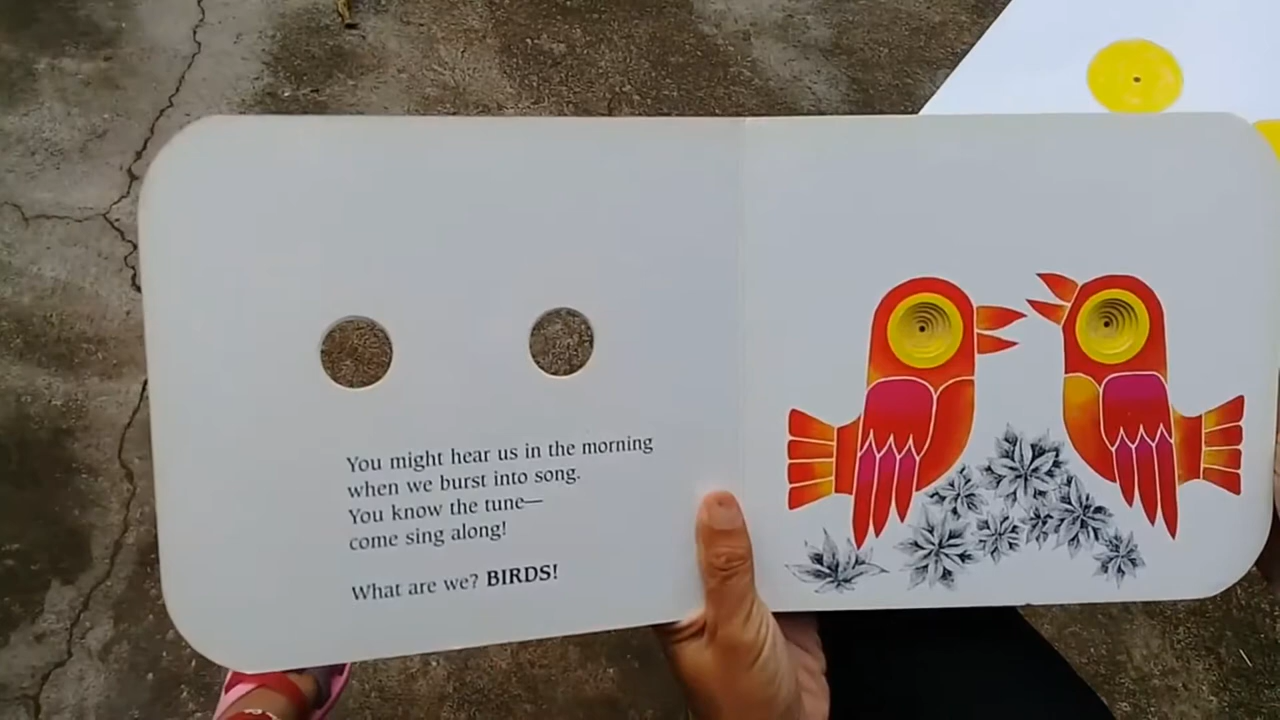 You might hear us in the morning
when we burst into song.
You know the tune—
come sing along!
What are we? BIRDS!